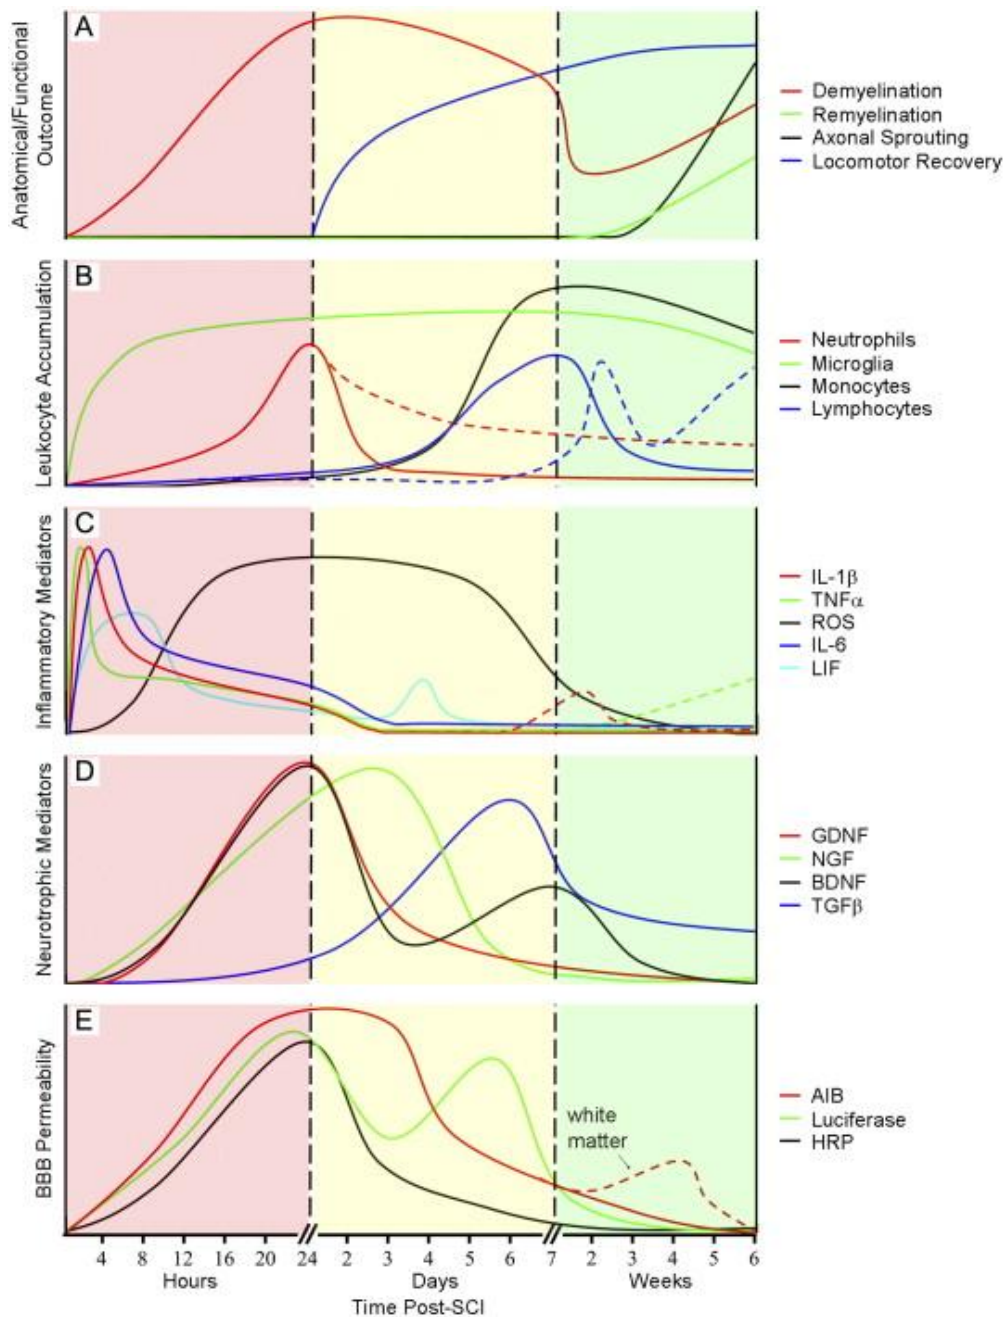 A
Anatomical/Functional
Outcome
Demyelination
Remyelination
Axonal Sprouting
Locomotor Recovery
B
Leukocyte Accumulation
Neutrophils
Microglia
Monocytes
Lymphocytes
C
Inflammatory Mediators
IL-1β
TNFα
ROS
IL-6
LIF
D
Neurotrophic Mediators
GDNF
NGF
BDNF
TGFβ
E
BBB Permeability
white
matter
AIB
Luciferase
HRP
4 8 12 16 20 24 2 3 4 5 6 7 2 3 4 5 6
Hours Days Weeks
Time Post-SCI